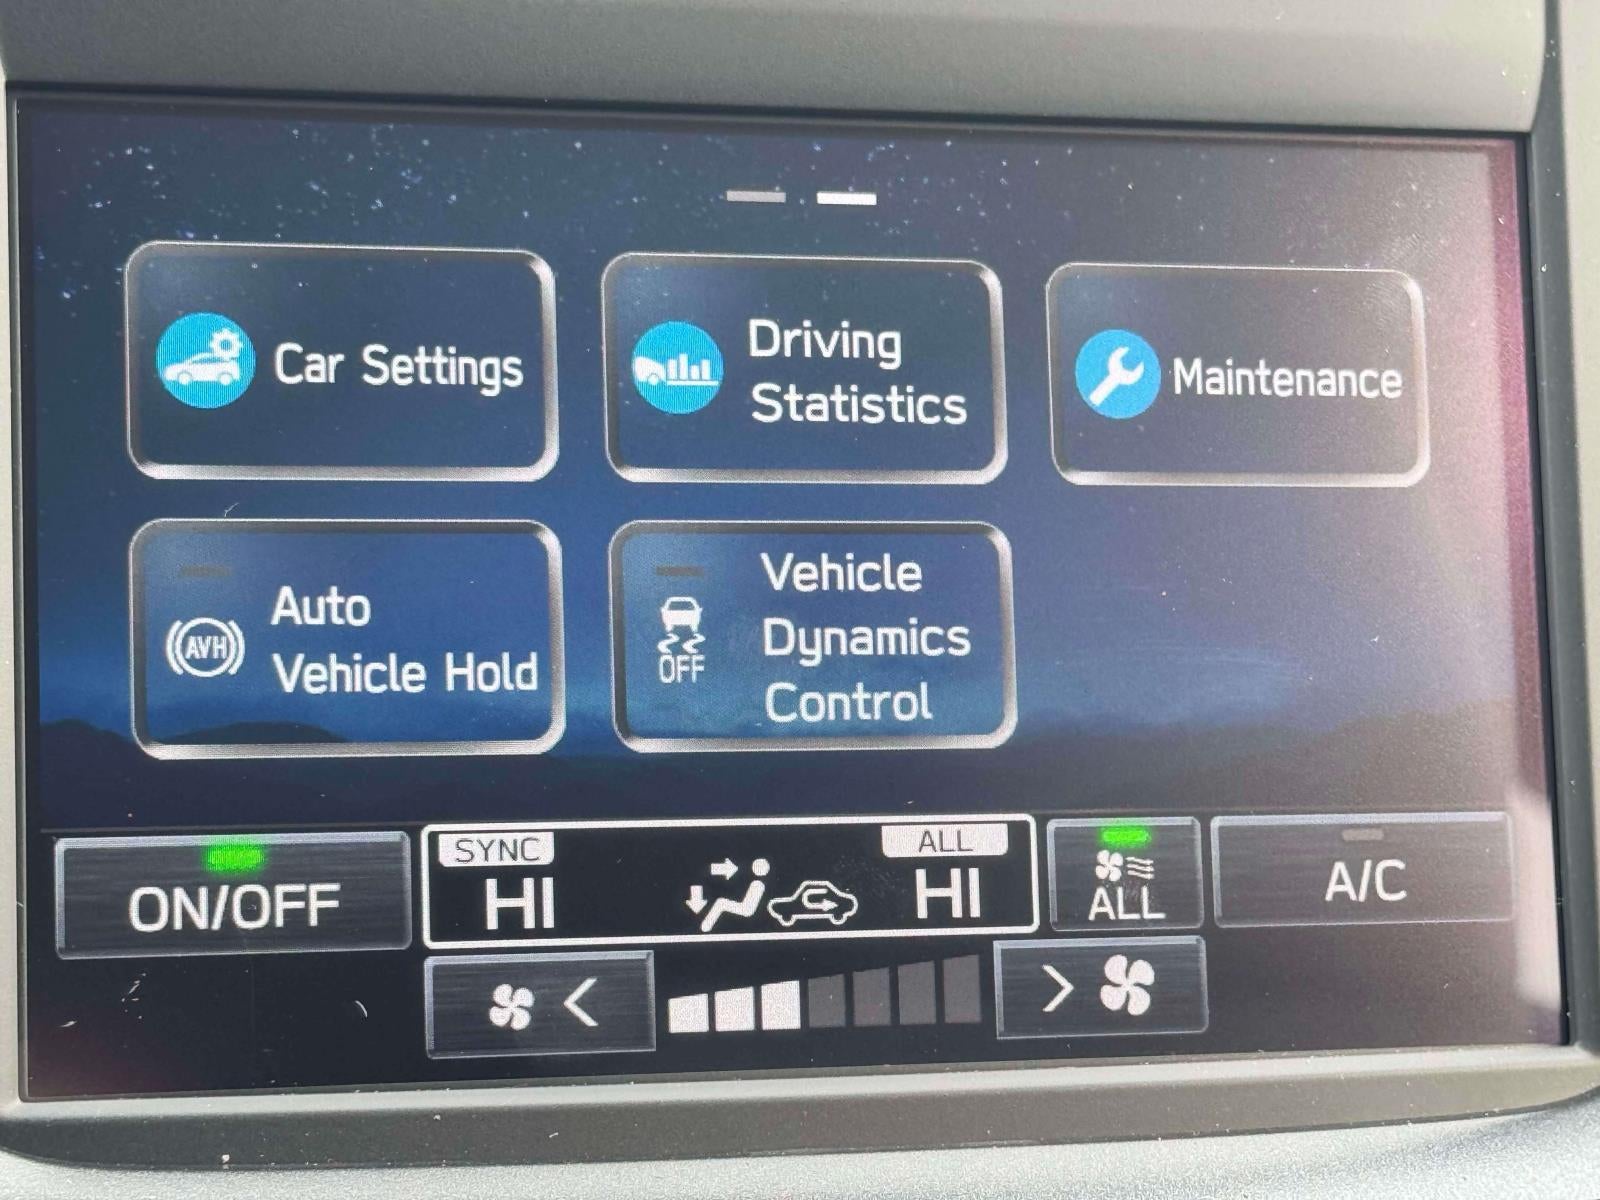 Car Settings
Driving
Statistics
Maintenance
AVH
Auto
Vehicle Hold
OFF
Vehicle
Dynamics
Control
ON/OFF
SYNC
HI
ALL
HI
ALL
A/C
<
>